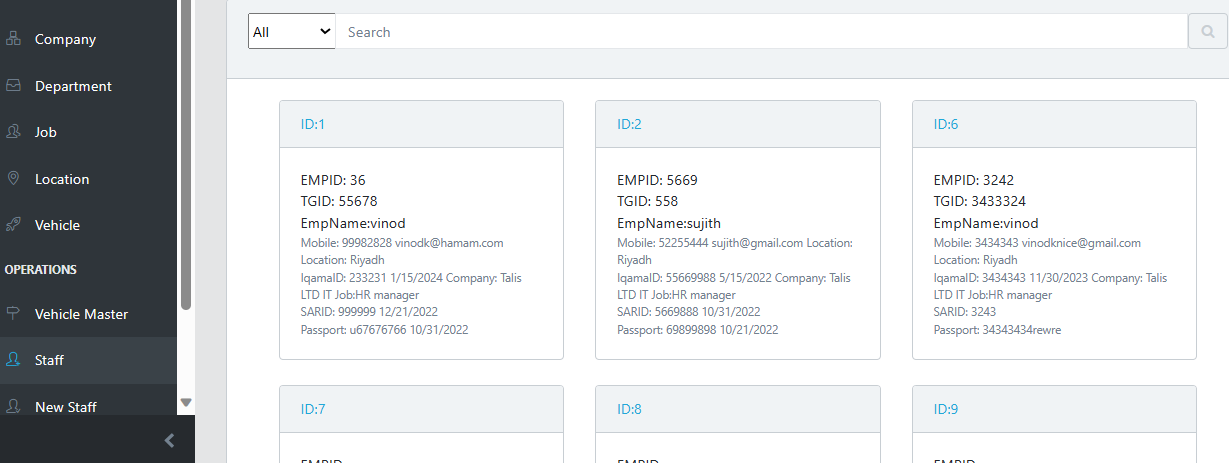 Company
Department
Job
Location
Vehicle
OPERATIONS
Vehicle Master
Staff
New Staff
All
Search
ID:1
EMPID: 36
TGID: 55678
EmpName:vinod
Mobile: 99982828 vinodk@hamam.com
Location: Riyadh
IqamaID: 233231 1/15/2024 Company: Talis
LTD IT Job:HR manager
SARID: 999999 12/21/2022
Passport: u67676766 10/31/2022
ID:2
EMPID: 5669
TGID: 558
EmpName:sujith
Mobile: 52255444 sujith@gmail.com Location:
Riyadh
IqamaID: 55669988 5/15/2022 Company: Talis
LTD IT Job:HR manager
SARID: 5669888 10/31/2022
Passport: 69899898 10/21/2022
ID:6
EMPID: 3242
TGID: 3433324
EmpName:vinod
Mobile: 3434343 vinodknice@gmail.com
Location: Riyadh
IqamaID: 3434343 11/30/2023 Company: Talis
LTD IT Job:HR manager
SARID: 3243
Passport: 34343434rewre
ID:7
ID:8
ID:9